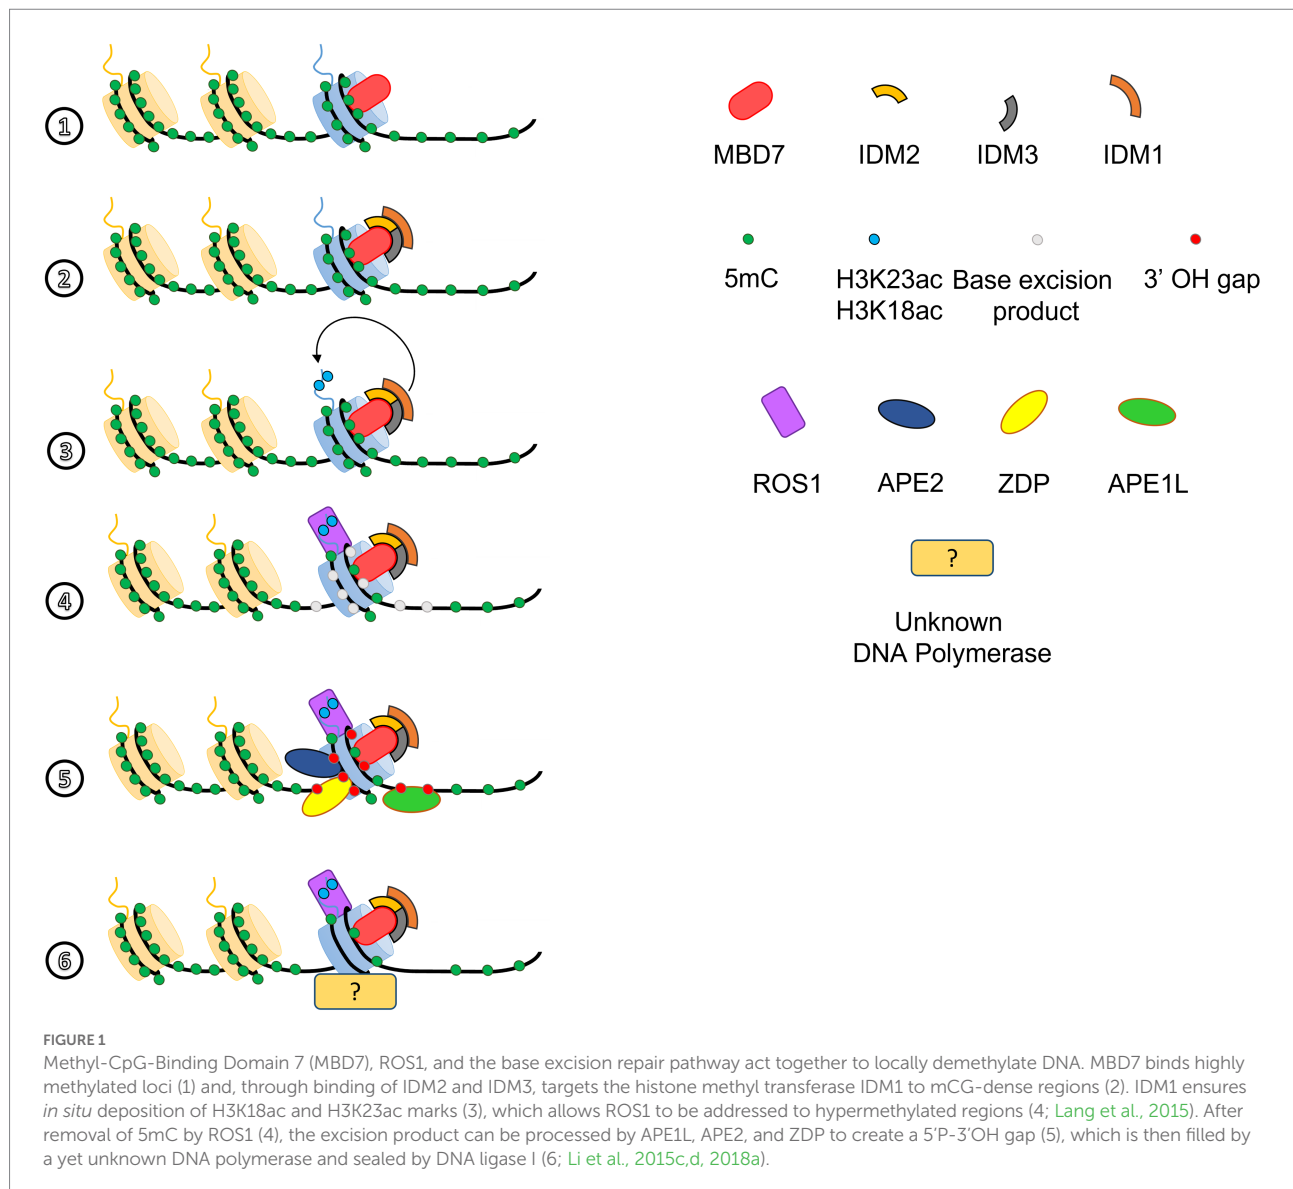 1
MBD7
IDM2
IDM3
IDM1
2
5mC
H3K23ac
H3K18ac
Base excision
product
3' OH gap
3
ROS1
APE2
ZDP
APE1L
4
?
Unknown
DNA Polymerase
5
6
?
FIGURE 1
Methyl-CpG-Binding Domain 7 (MBD7), ROS1, and the base excision repair pathway act together to locally demethylate DNA. MBD7 binds highly
methylated loci (1) and, through binding of IDM2 and IDM3, targets the histone methyl transferase IDM1 to mCG-dense regions (2). IDM1 ensures
in situ deposition of H3K18ac and H3K23ac marks (3), which allows ROS1 to be addressed to hypermethylated regions (4; Lang et al., 2015). After
removal of 5mC by ROS1 (4), the excision product can be processed by APE1L, APE2, and ZDP to create a 5'P-3'OH gap (5), which is then filled by
a yet unknown DNA polymerase and sealed by DNA ligase I (6; Li et al., 2015c,d, 2018a).